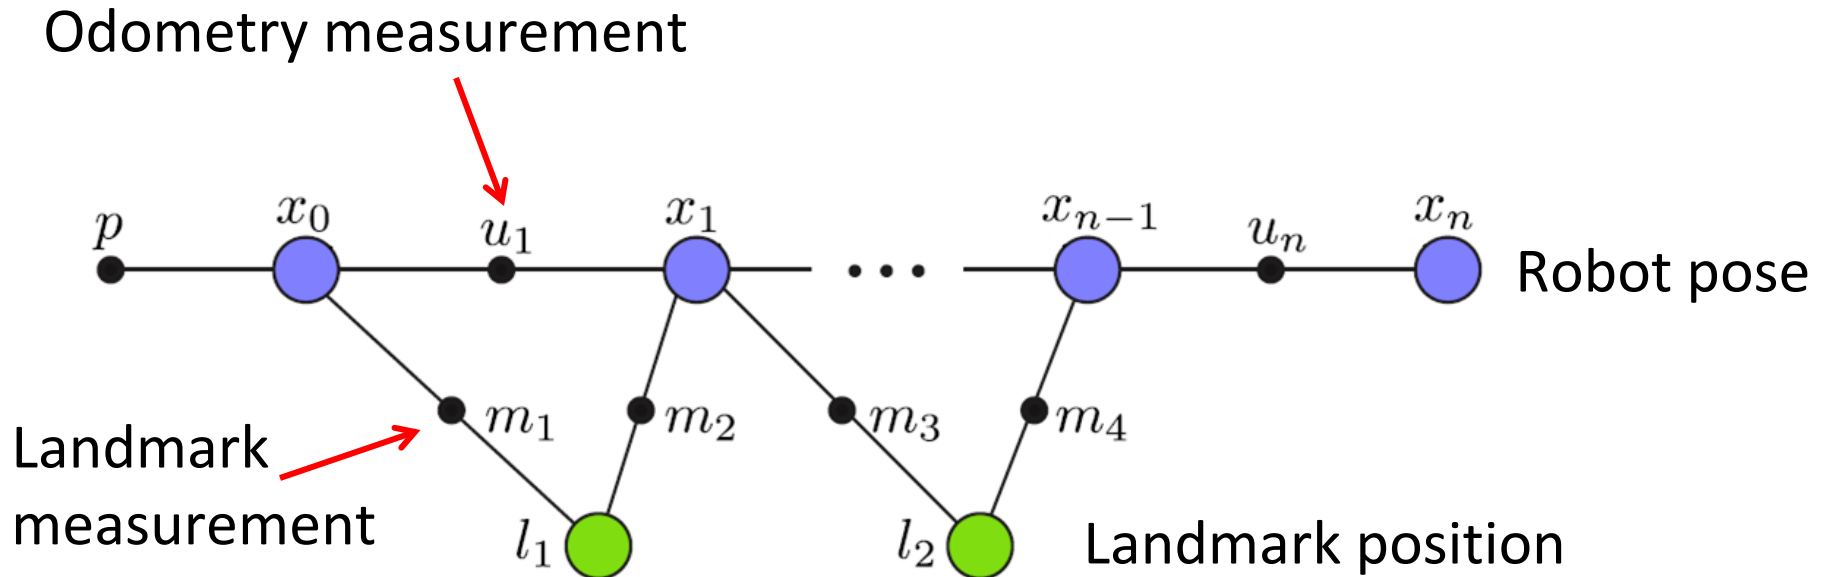 Odometry measurement
p
x₀
u₁
x₁
...
xₙ₋₁
uₙ
xₙ
Robot pose
m₁
m₂
m₃
m₄
Landmark
measurement
l₁
l₂
Landmark position